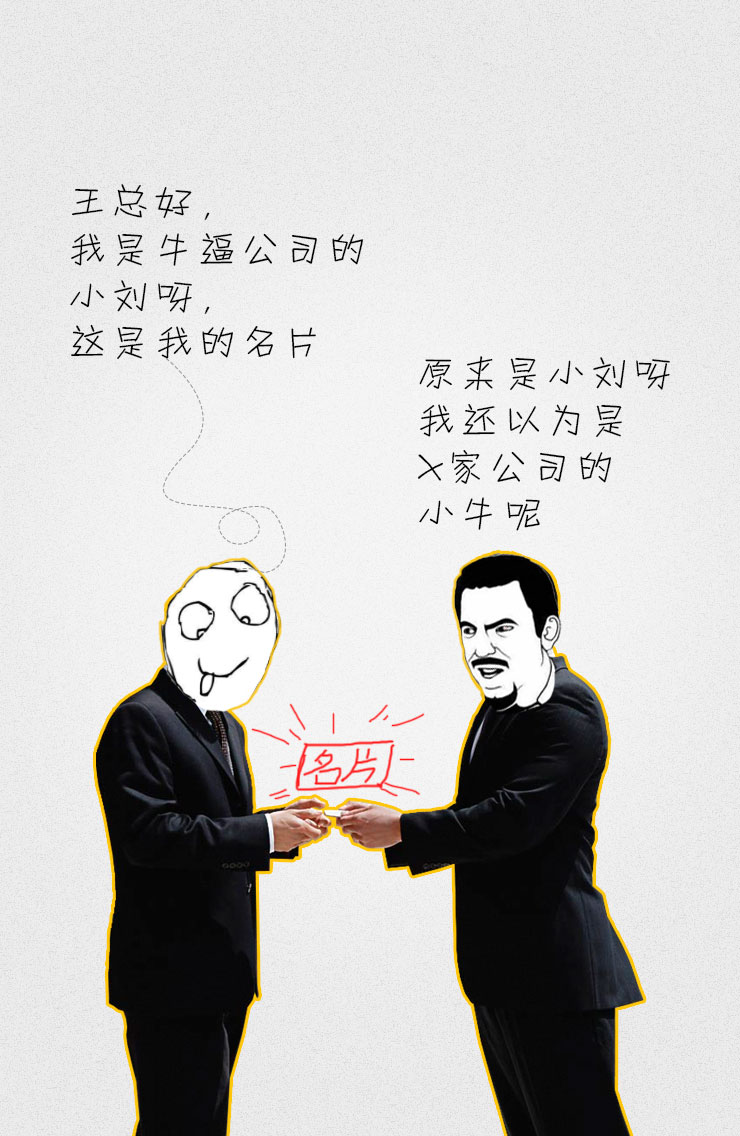 王总好,
我是牛逼公司的
小刘呀,
这是我的名片
原来是小刘呀
我还以为是
X家公司的
小牛呢
名片